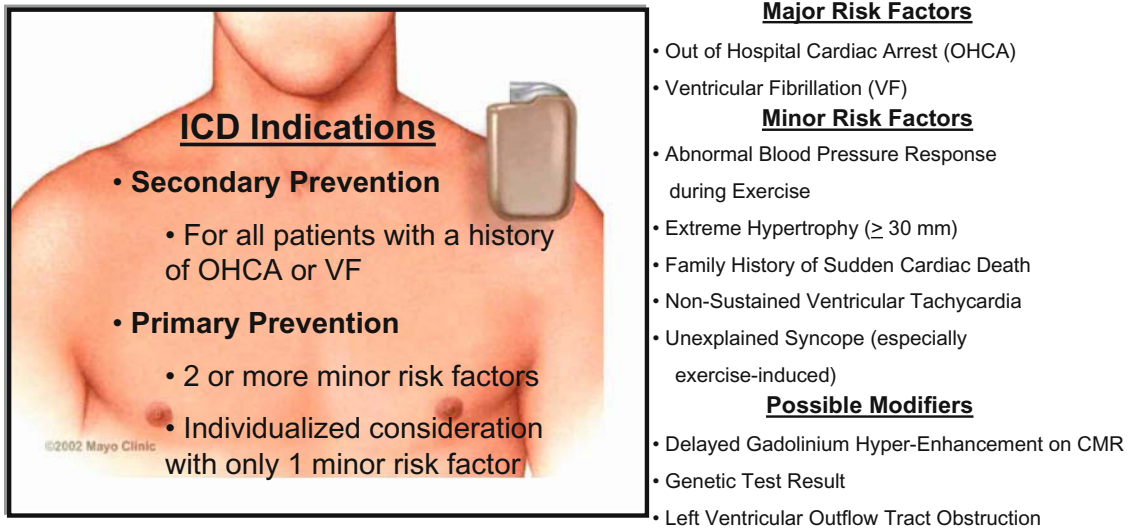 ICD Indications
• Secondary Prevention
• For all patients with a history
of OHCA or VF
• Primary Prevention
• 2 or more minor risk factors
• Individualized consideration
with only 1 minor risk factor
©2002 Mayo Clinic
Major Risk Factors
• Out of Hospital Cardiac Arrest (OHCA)
• Ventricular Fibrillation (VF)
Minor Risk Factors
• Abnormal Blood Pressure Response
during Exercise
• Extreme Hypertrophy (≥ 30 mm)
• Family History of Sudden Cardiac Death
• Non-Sustained Ventricular Tachycardia
• Unexplained Syncope (especially
exercise-induced)
Possible Modifiers
• Delayed Gadolinium Hyper-Enhancement on CMR
• Genetic Test Result
• Left Ventricular Outflow Tract Obstruction